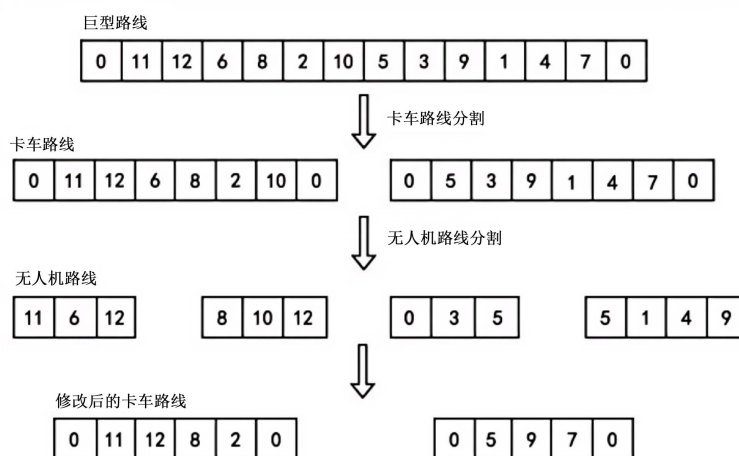 巨型路线
0 11 12 6 8 2 10 5 3 9 1 4 7 0
卡车路线分割
卡车路线
0 11 12 6 8 2 10 0 0 5 3 9 1 4 7 0
无人机路线分割
无人机路线
11 6 12 8 10 12 0 3 5 5 1 4 9
修改后的卡车路线
0 11 12 8 2 0 0 5 9 7 0